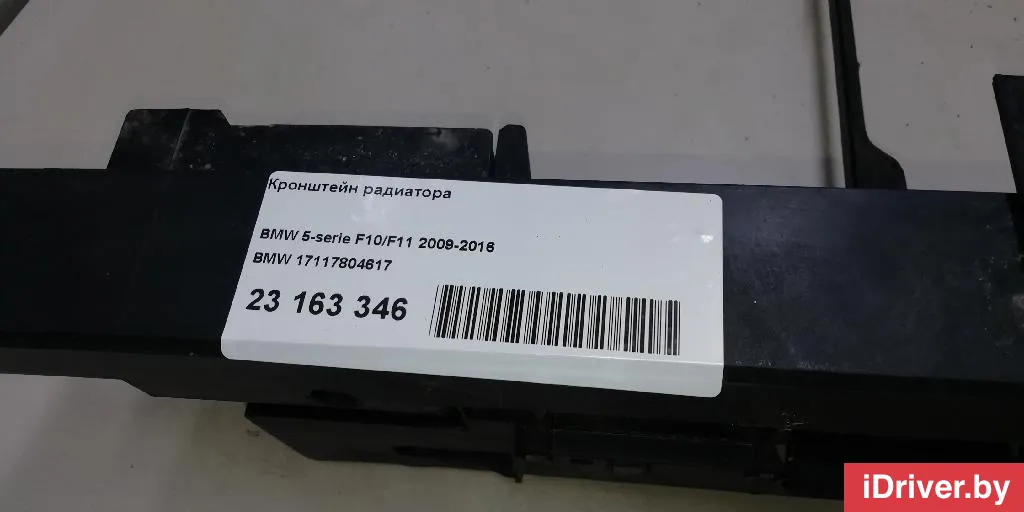 Кронштейн радиатора
BMW 5-serie F10/F11 2009-2016
BMW 17117804617
23 163 346
iDriver.by